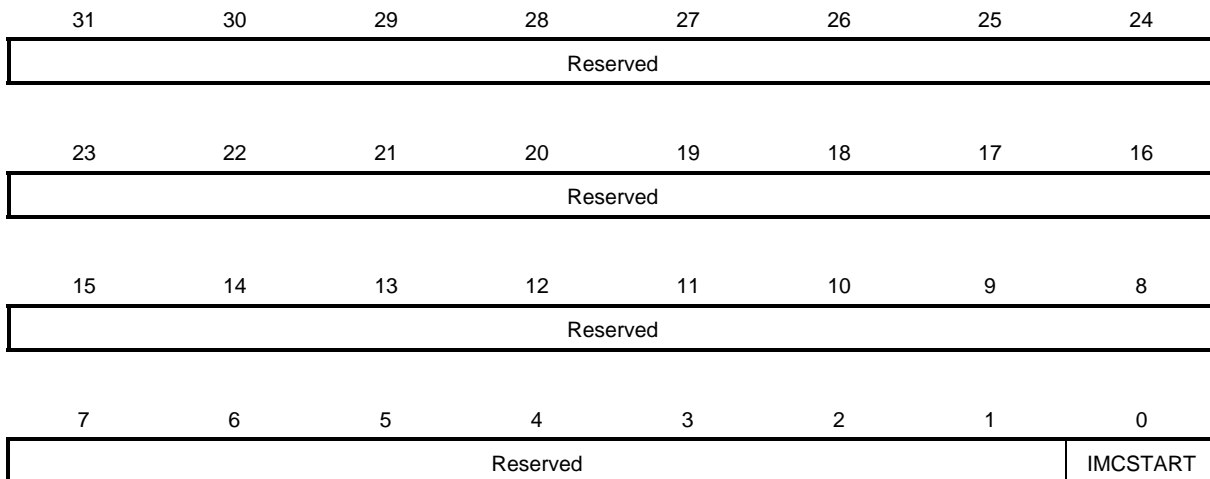 31 30 29 28 27 26 25 24
Reserved
23 22 21 20 19 18 17 16
Reserved
15 14 13 12 11 10 9 8
Reserved
7 6 5 4 3 2 1 0
Reserved IMCSTART